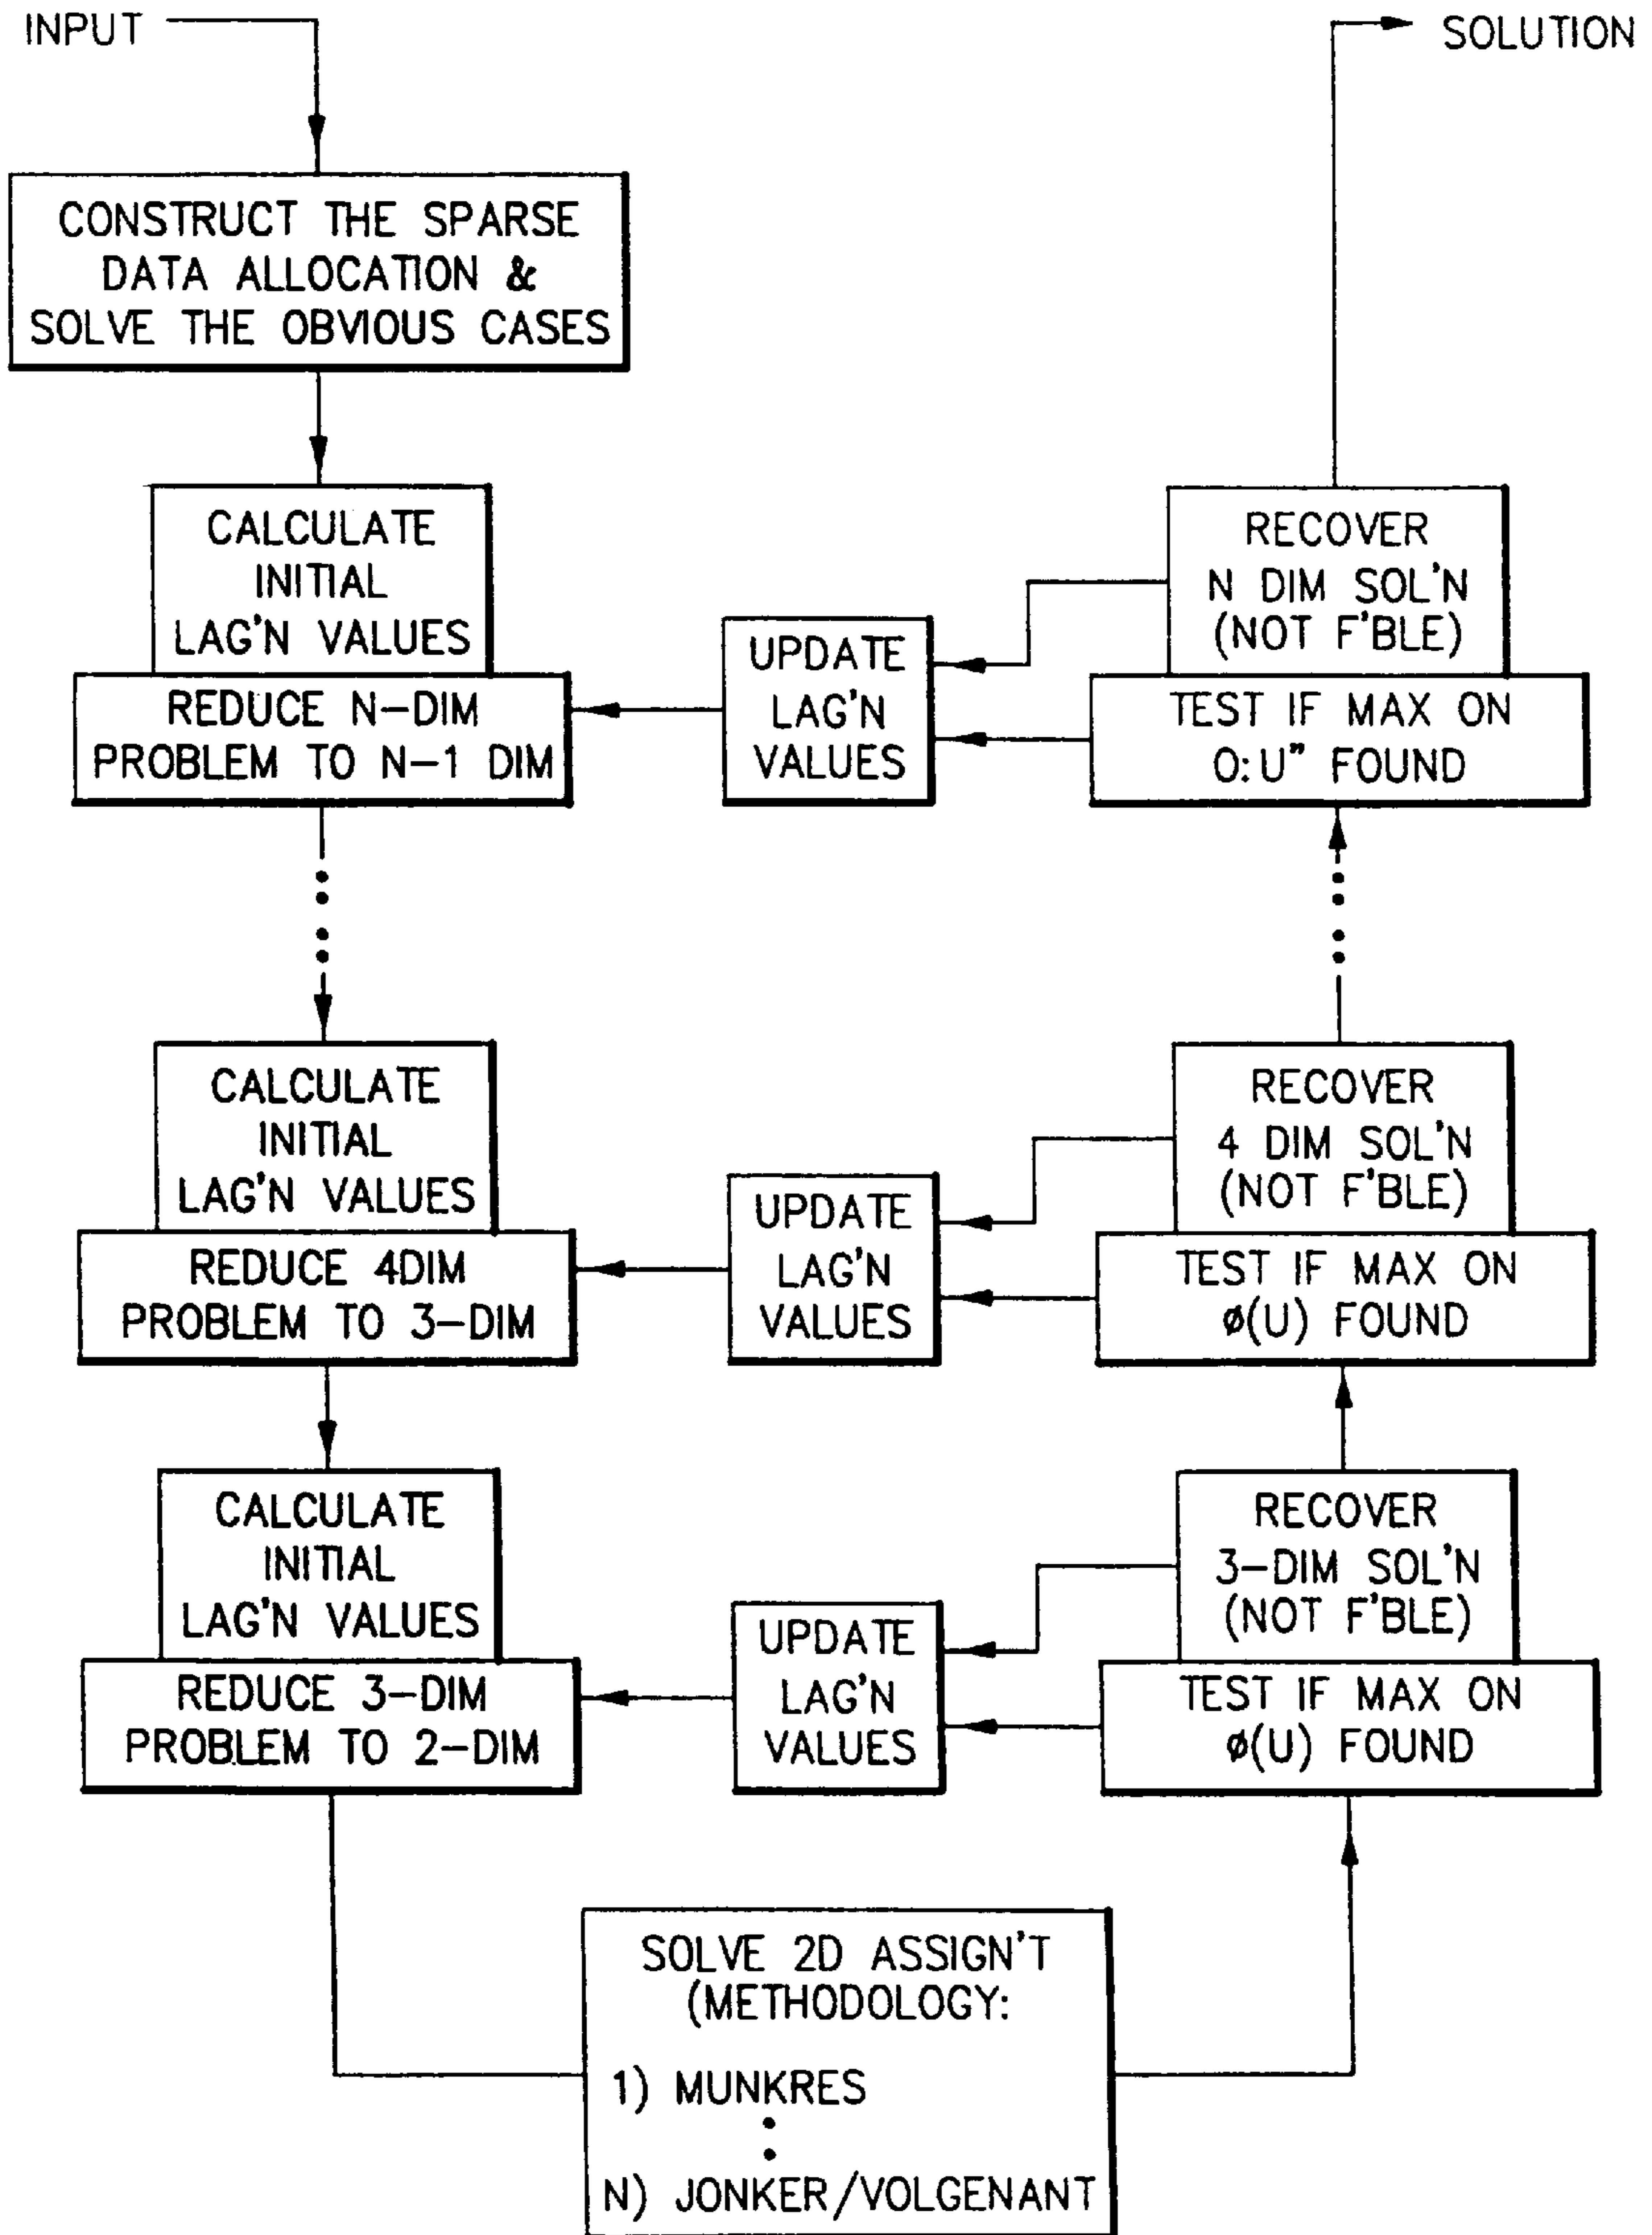 INPUT
SOLUTION
CONSTRUCT THE SPARSE
DATA ALLOCATION &
SOLVE THE OBVIOUS CASES
CALCULATE
INITIAL
LAG'N VALUES
REDUCE N-DIM
PROBLEM TO N-1 DIM
UPDATE
LAG'N
VALUES
RECOVER
N DIM SOL'N
(NOT F'BLE)
TEST IF MAX ON
O:U" FOUND
CALCULATE
INITIAL
LAG'N VALUES
REDUCE 4DIM
PROBLEM TO 3-DIM
UPDATE
LAG'N
VALUES
RECOVER
4 DIM SOL'N
(NOT F'BLE)
TEST IF MAX ON
ø(U) FOUND
CALCULATE
INITIAL
LAG'N VALUES
REDUCE 3-DIM
PROBLEM TO 2-DIM
UPDATE
LAG'N
VALUES
RECOVER
3-DIM SOL'N
(NOT F'BLE)
TEST IF MAX ON
ø(U) FOUND
SOLVE 2D ASSIGN'T
(METHODOLOGY:
1) MUNKRES
N) JONKER/VOLGENANT